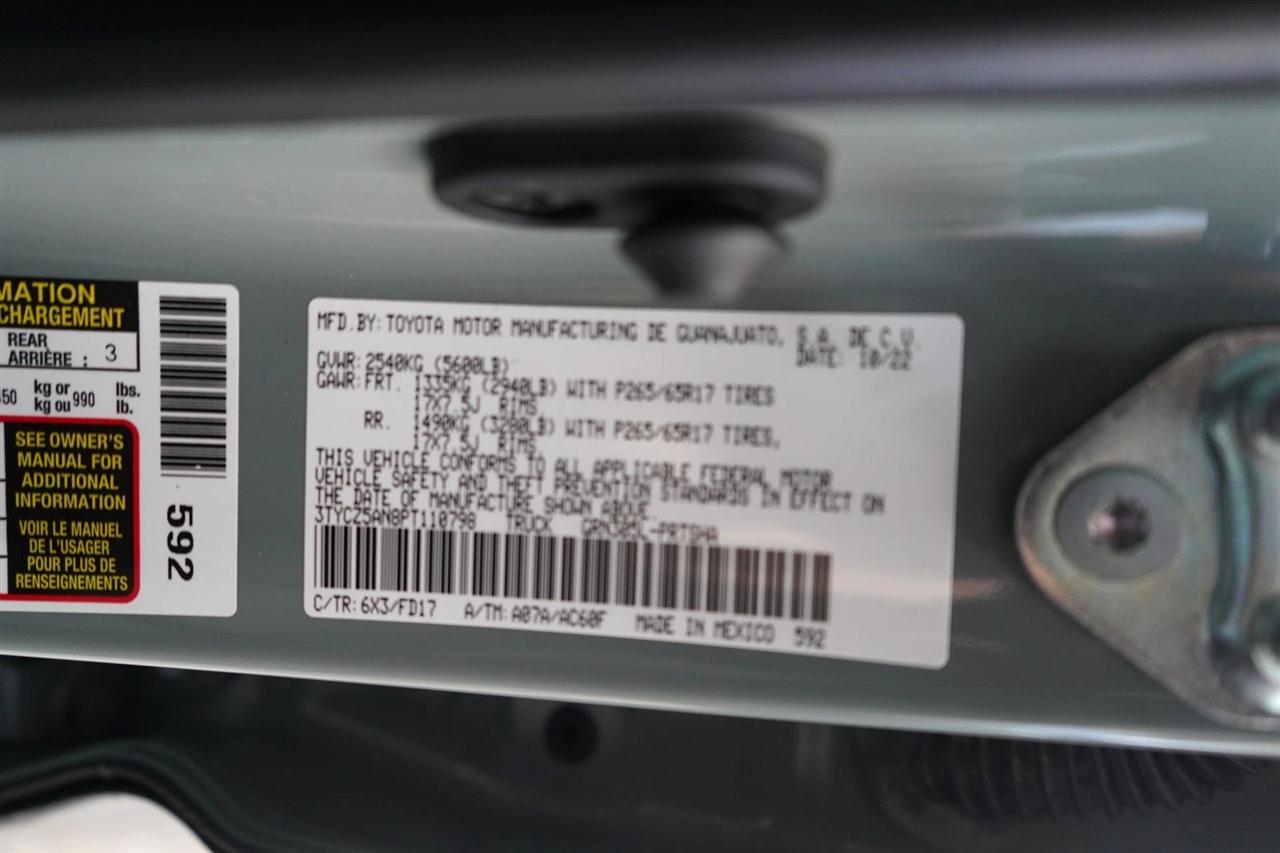 MATION
CHARGEMENT
REAR
ARRIÈRE : 3
450 kg or 990 lbs.
kg ou lb.
SEE OWNER'S
MANUAL FOR
ADDITIONAL
INFORMATION
VOIR LE MANUEL
DE L'USAGER
POUR PLUS DE
RENSEIGNEMENTS
592
MFD.BY: TOYOTA MOTOR MANUFACTURING DE GUANAJUATO, S.A. DE C.V.
DATE: 10/22
GVWR: 2540KG (5600LB)
GAWR: FRT. 1335KG (2940LB) WITH P265/65R17 TIRES
17X7.5J RIMS,
RR. 1490KG (3280LB) WITH P265/65R17 TIRES,
17X7.5J RIMS
THIS VEHICLE CONFORMS TO ALL APPLICABLE FEDERAL MOTOR
VEHICLE SAFETY AND THEFT PREVENTION STANDARDS IN EFFECT ON
THE DATE OF MANUFACTURE SHOWN ABOVE.
3TYCZ5AN8PT110798 TRUCK
C/TR: 6X3/FD17 A/TM: A07A/AC60F MADE IN MEXICO 592